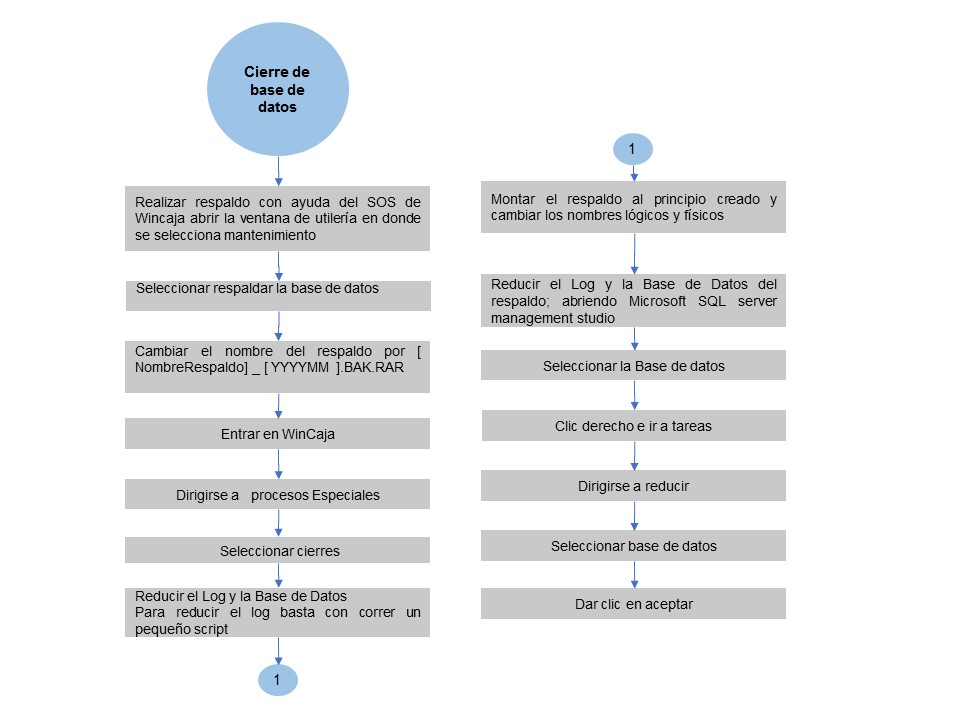 Cierre de
base de
datos
Realizar respaldo con ayuda del SOS de
Wincaja abrir la ventana de utilería en donde
se selecciona mantenimiento
Seleccionar respaldar la base de datos
Cambiar el nombre del respaldo por [
NombreRespaldo] _ [ YYYYMM ].BAK.RAR
Entrar en WinCaja
Dirigirse a procesos Especiales
Seleccionar cierres
Reducir el Log y la Base de Datos
Para reducir el log basta con correr un
pequeño script
1
1
Montar el respaldo al principio creado y
cambiar los nombres lógicos y físicos
Reducir el Log y la Base de Datos del
respaldo; abriendo Microsoft SQL server
management studio
Seleccionar la Base de datos
Clic derecho e ir a tareas
Dirigirse a reducir
Seleccionar base de datos
Dar clic en aceptar